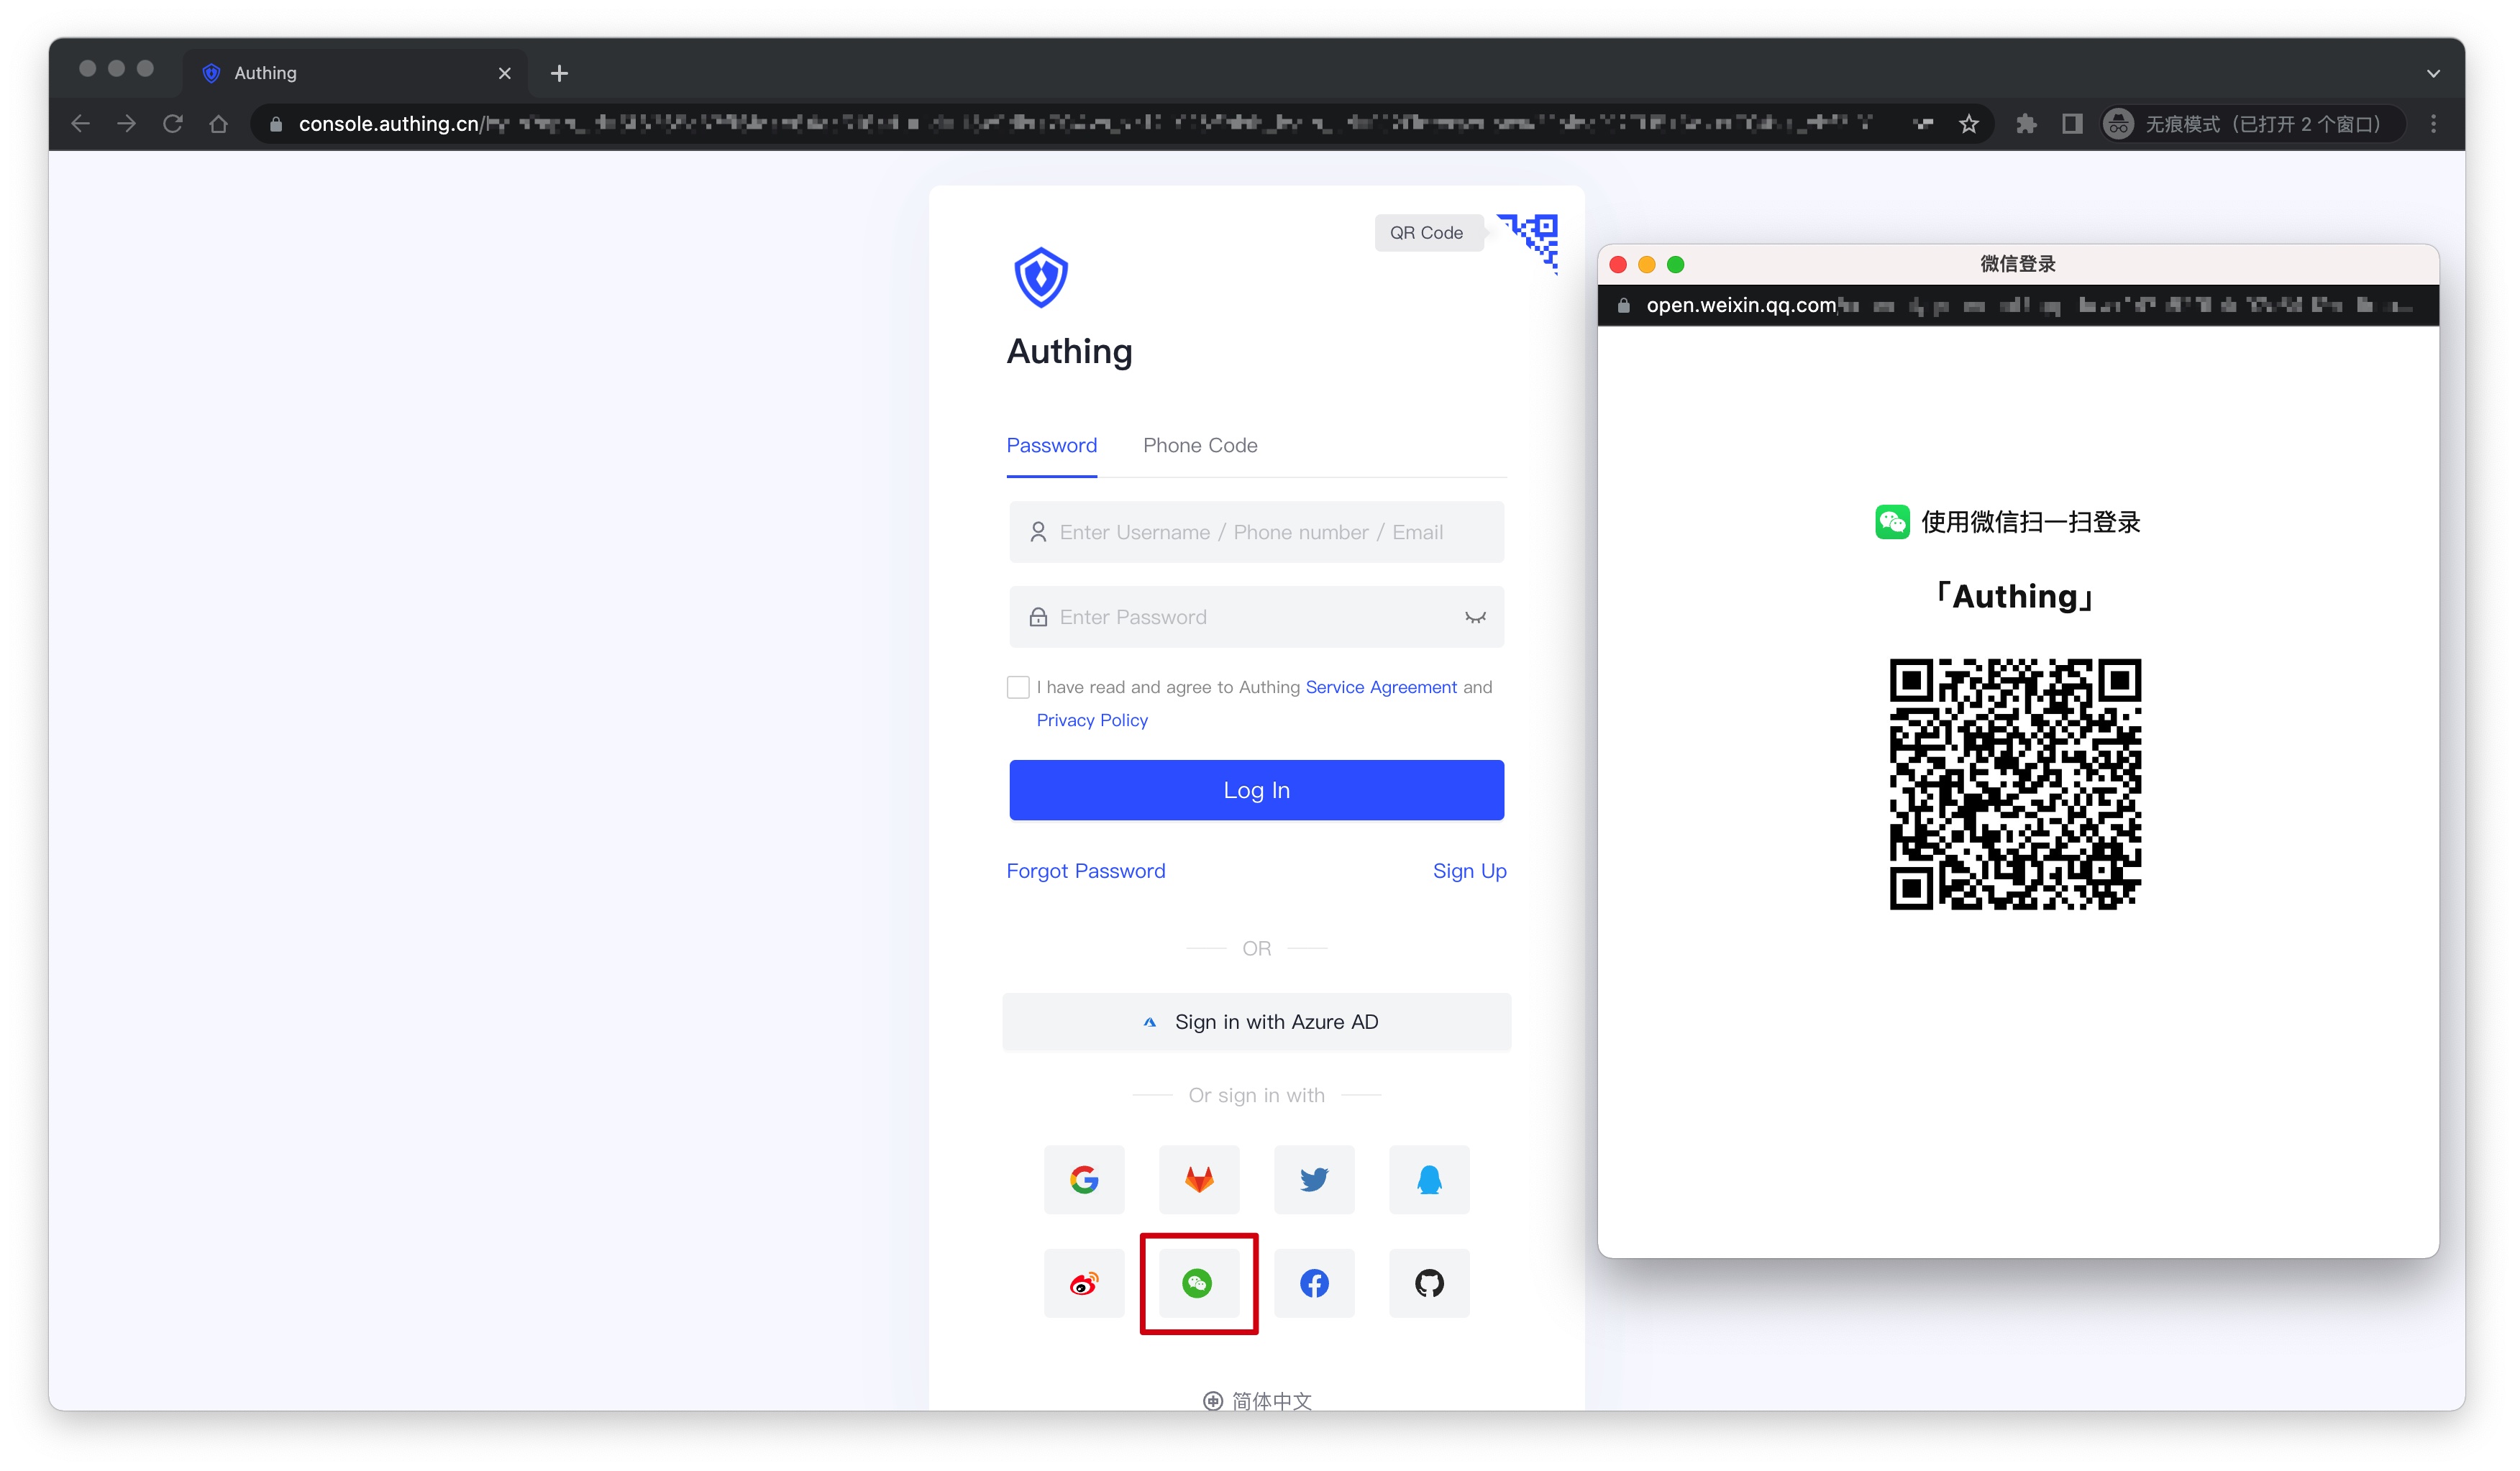 Authing
console.authing.cn/
无痕模式（已打开 2 个窗口）
QR Code
Authing
Password Phone Code
Enter Username / Phone number / Email
Enter Password
I have read and agree to Authing Service Agreement and
Privacy Policy
Log In
Forgot Password Sign Up
OR
Sign in with Azure AD
Or sign in with
简体中文
微信登录
open.weixin.qq.com
使用微信扫一扫登录
「Authing」